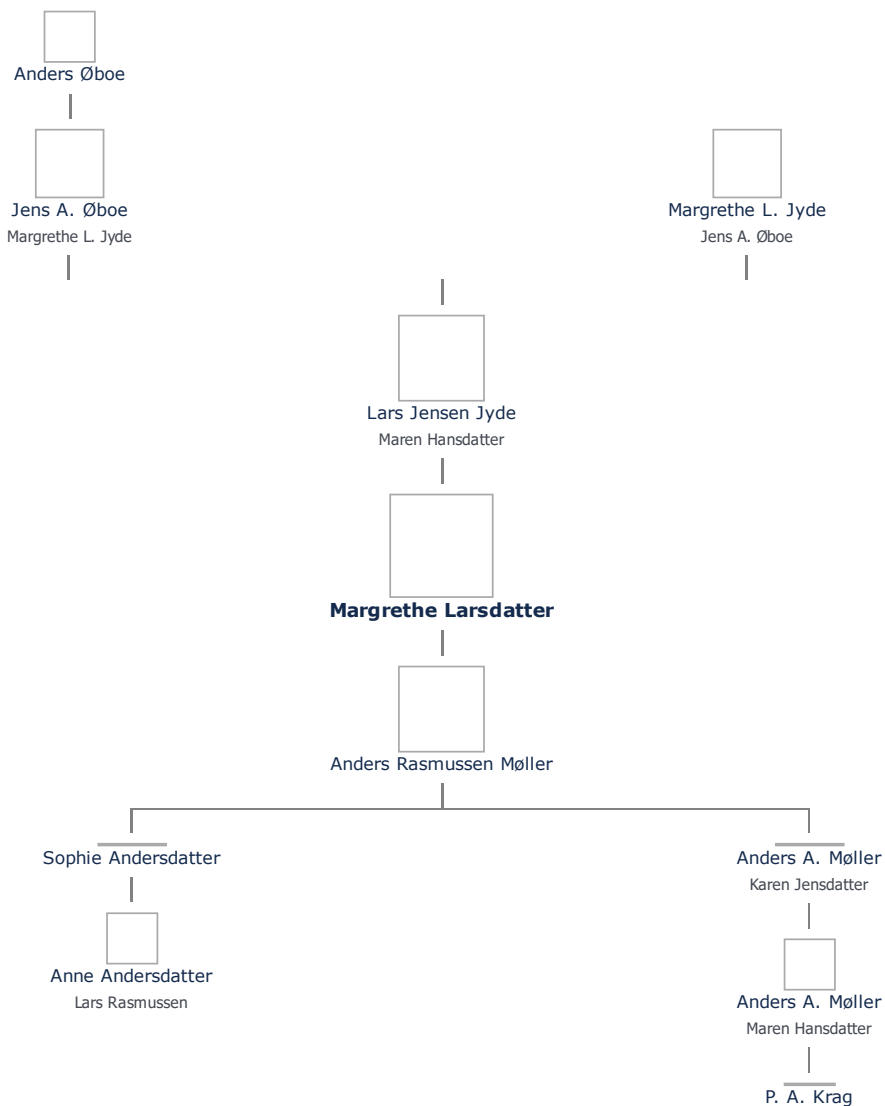 Anders Øboe
Jens A. Øboe
Margrethe L. Jyde
Margrethe L. Jyde
Jens A. Øboe
Lars Jensen Jyde
Maren Hansdatter
Margrethe Larsdatter
Anders Rasmussen Møller
Sophie Andersdatter
Anders A. Møller
Karen Jensdatter
Anne Andersdatter
Lars Rasmussen
Anders A. Møller
Maren Hansdatter
P. A. Krag